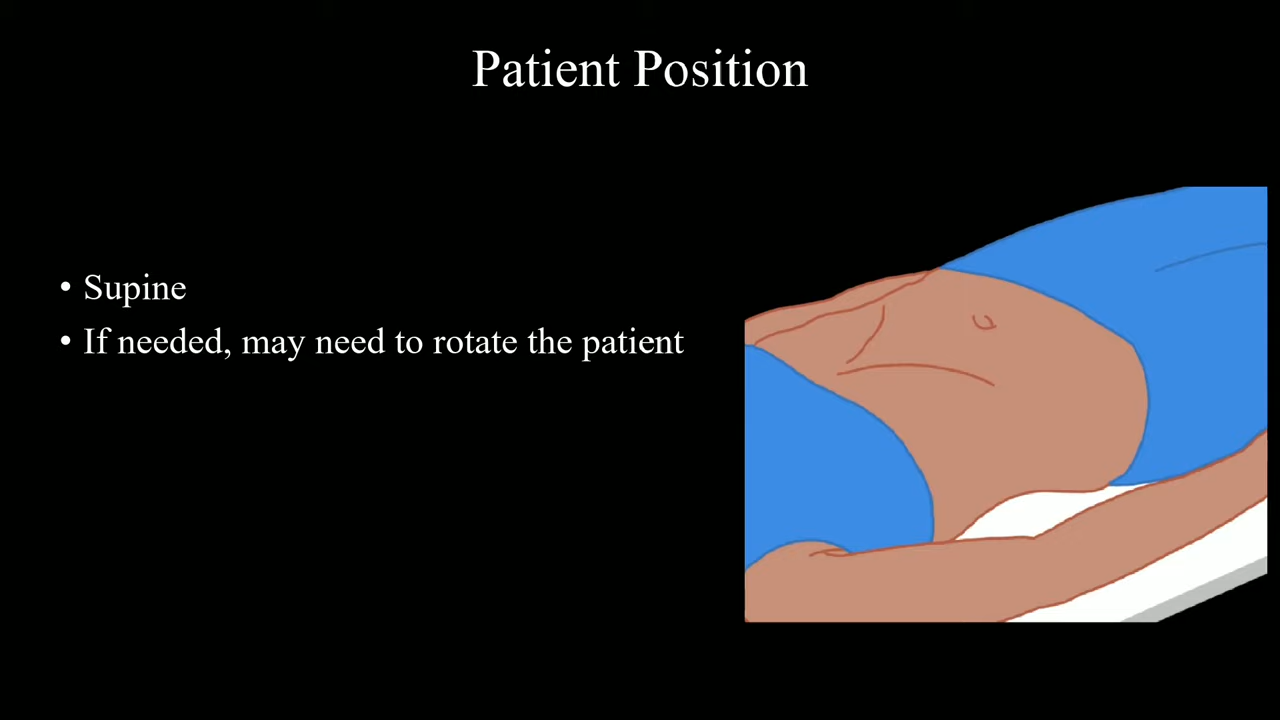 Patient Position
• Supine
• If needed, may need to rotate the patient